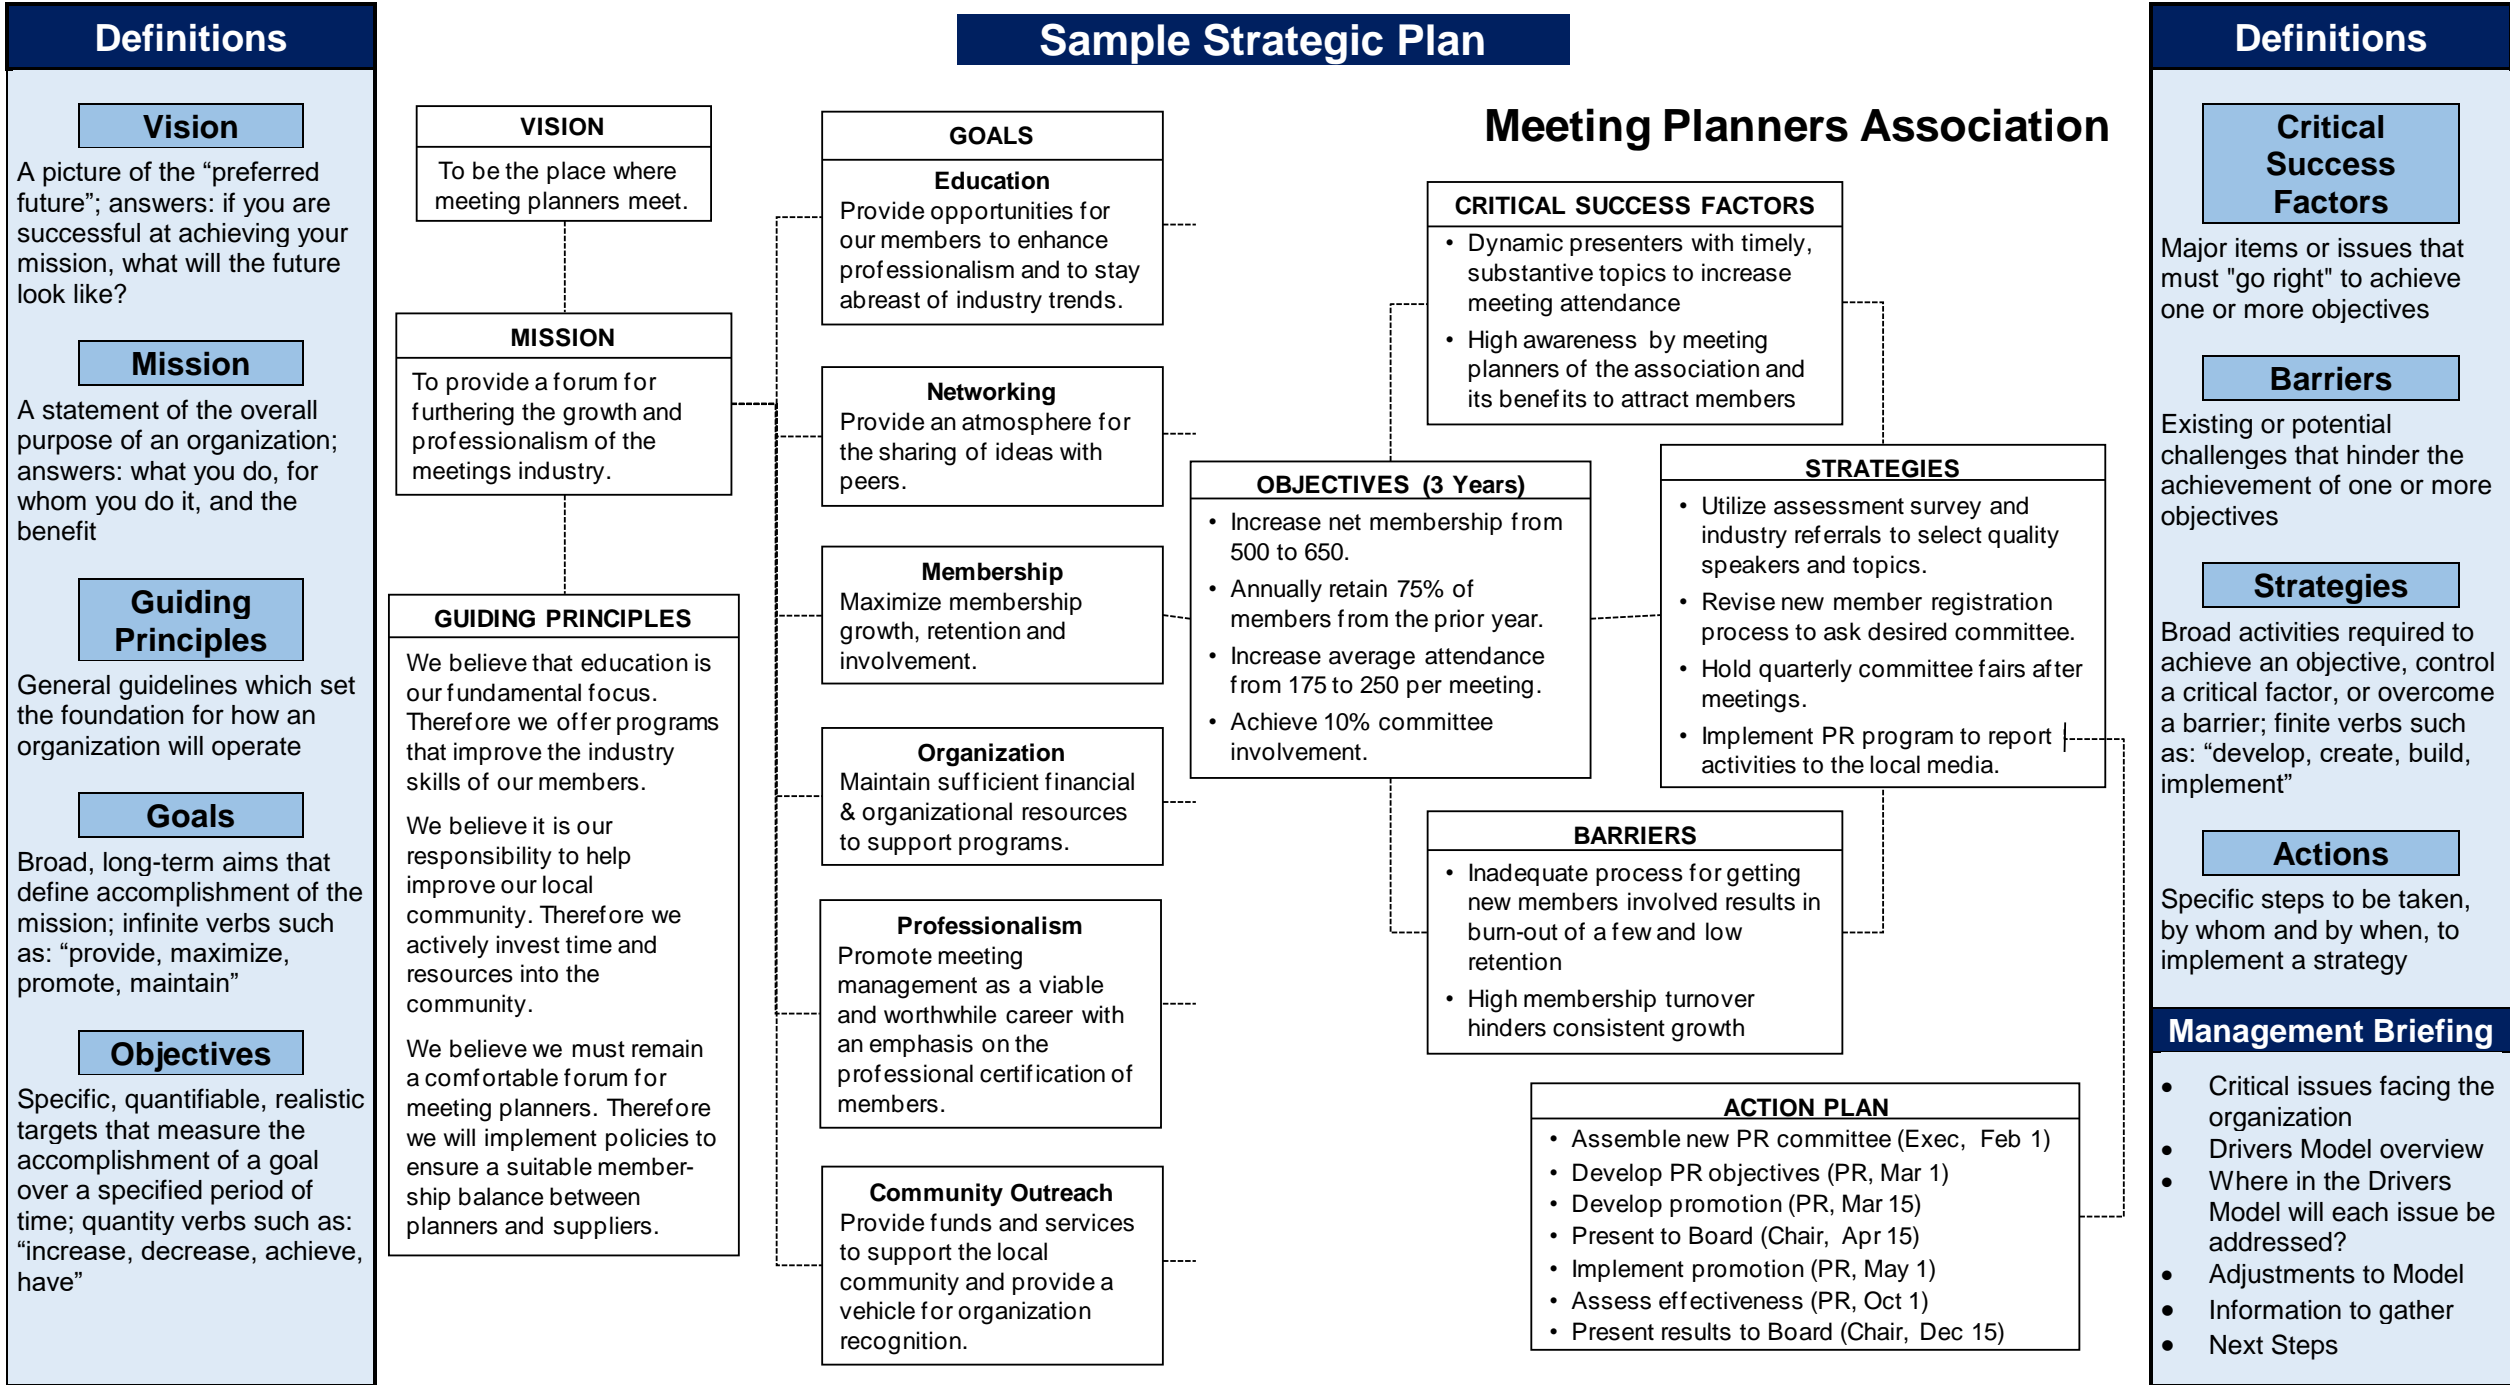 Definitions
Vision
A picture of the “preferred
future”; answers: if you are
successful at achieving your
mission, what will the future
look like?
Mission
A statement of the overall
purpose of an organization;
answers: what you do, for
whom you do it, and the
benefit
Guiding
Principles
General guidelines which set
the foundation for how an
organization will operate
Goals
Broad, long-term aims that
define accomplishment of the
mission; infinite verbs such
as: “provide, maximize,
promote, maintain”
Objectives
Specific, quantifiable, realistic
targets that measure the
accomplishment of a goal
over a specified period of
time; quantity verbs such as:
“increase, decrease, achieve,
have”
Sample Strategic Plan
Meeting Planners Association
VISION
To be the place where
meeting planners meet.
MISSION
To provide a forum for
furthering the growth and
professionalism of the
meetings industry.
GUIDING PRINCIPLES
We believe that education is
our fundamental focus.
Therefore we offer programs
that improve the industry
skills of our members.
We believe it is our
responsibility to help
improve our local
community. Therefore we
actively invest time and
resources into the
community.
We believe we must remain
a comfortable forum for
meeting planners. Therefore
we will implement policies to
ensure a suitable member-
ship balance between
planners and suppliers.
GOALS
Education
Provide opportunities for
our members to enhance
professionalism and to stay
abreast of industry trends.
Networking
Provide an atmosphere for
the sharing of ideas with
peers.
Membership
Maximize membership
growth, retention and
involvement.
Organization
Maintain sufficient financial
& organizational resources
to support programs.
Professionalism
Promote meeting
management as a viable
and worthwhile career with
an emphasis on the
professional certification of
members.
Community Outreach
Provide funds and services
to support the local
community and provide a
vehicle for organization
recognition.
OBJECTIVES (3 Years)
• Increase net membership from
500 to 650.
• Annually retain 75% of
members from the prior year.
• Increase average attendance
from 175 to 250 per meeting.
• Achieve 10% committee
involvement.
CRITICAL SUCCESS FACTORS
• Dynamic presenters with timely,
substantive topics to increase
meeting attendance
• High awareness by meeting
planners of the association and
its benefits to attract members
STRATEGIES
• Utilize assessment survey and
industry referrals to select quality
speakers and topics.
• Revise new member registration
process to ask desired committee.
• Hold quarterly committee fairs after
meetings.
• Implement PR program to report
activities to the local media.
BARRIERS
• Inadequate process for getting
new members involved results in
burn-out of a few and low
retention
• High membership turnover
hinders consistent growth
ACTION PLAN
• Assemble new PR committee (Exec, Feb 1)
• Develop PR objectives (PR, Mar 1)
• Develop promotion (PR, Mar 15)
• Present to Board (Chair, Apr 15)
• Implement promotion (PR, May 1)
• Assess effectiveness (PR, Oct 1)
• Present results to Board (Chair, Dec 15)
Definitions
Critical
Success
Factors
Major items or issues that
must "go right" to achieve
one or more objectives
Barriers
Existing or potential
challenges that hinder the
achievement of one or more
objectives
Strategies
Broad activities required to
achieve an objective, control
a critical factor, or overcome
a barrier; finite verbs such
as: “develop, create, build,
implement”
Actions
Specific steps to be taken,
by whom and by when, to
implement a strategy
Management Briefing
• Critical issues facing the
organization
• Drivers Model overview
• Where in the Drivers
Model will each issue be
addressed?
• Adjustments to Model
• Information to gather
• Next Steps